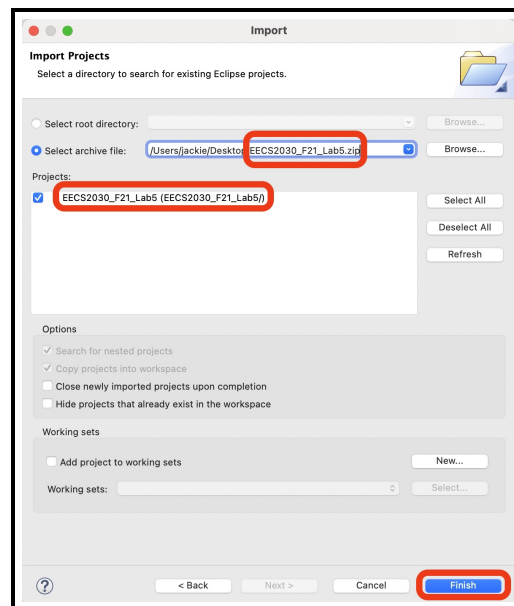 Import
Import Projects
Select a directory to search for existing Eclipse projects.
Select root directory:
Browse...
Select archive file: /Users/jackie/Desktop/EECS2030_F21_Lab5.zip
Browse...
Projects:
EECS2030_F21_Lab5 (EECS2030_F21_Lab5/)
Select All
Deselect All
Refresh
Options
Search for nested projects
Copy projects into workspace
Close newly imported projects upon completion
Hide projects that already exist in the workspace
Working sets
Add project to working sets
New...
Working sets:
Select...
? < Back Next > Cancel Finish